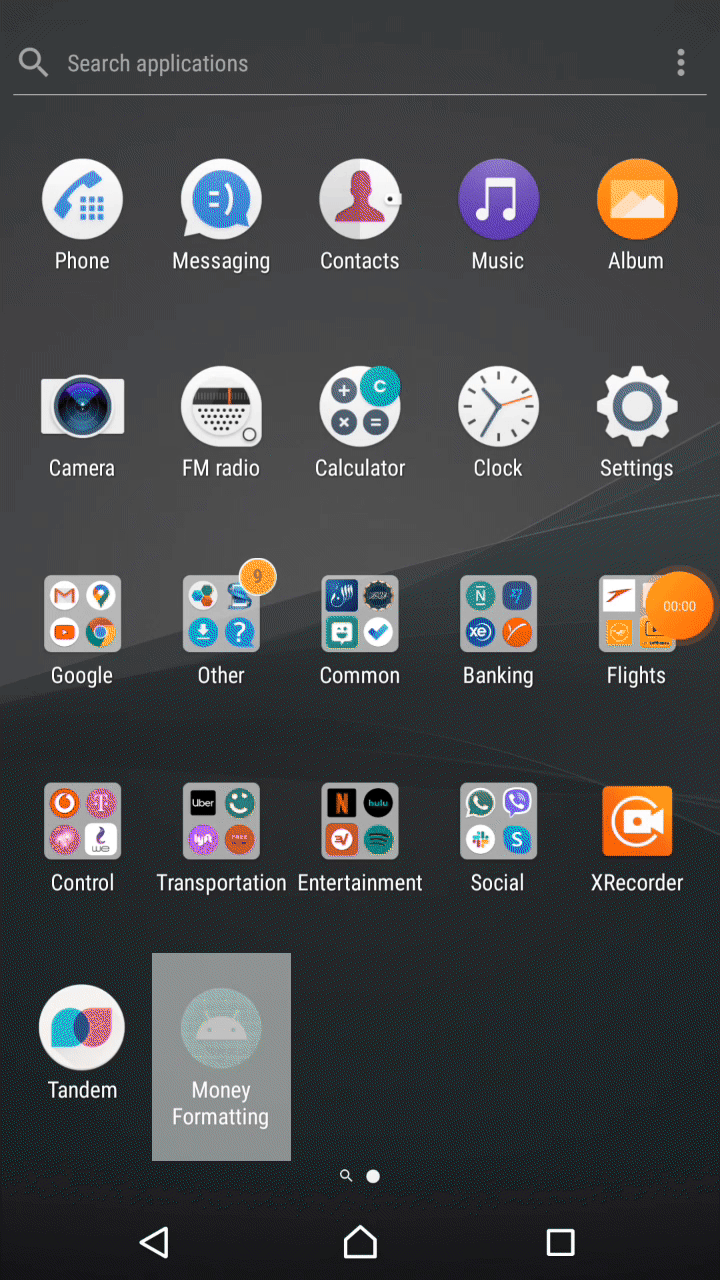 Search applications
Phone
Messaging
Contacts
Music
Album
Camera
FM radio
Calculator
Clock
Settings
9
00:00
Google
Other
Common
Banking
Flights
Uber
hulu
Control
Transportation
Entertainment
Social
XRecorder
Tandem
Money
Formatting